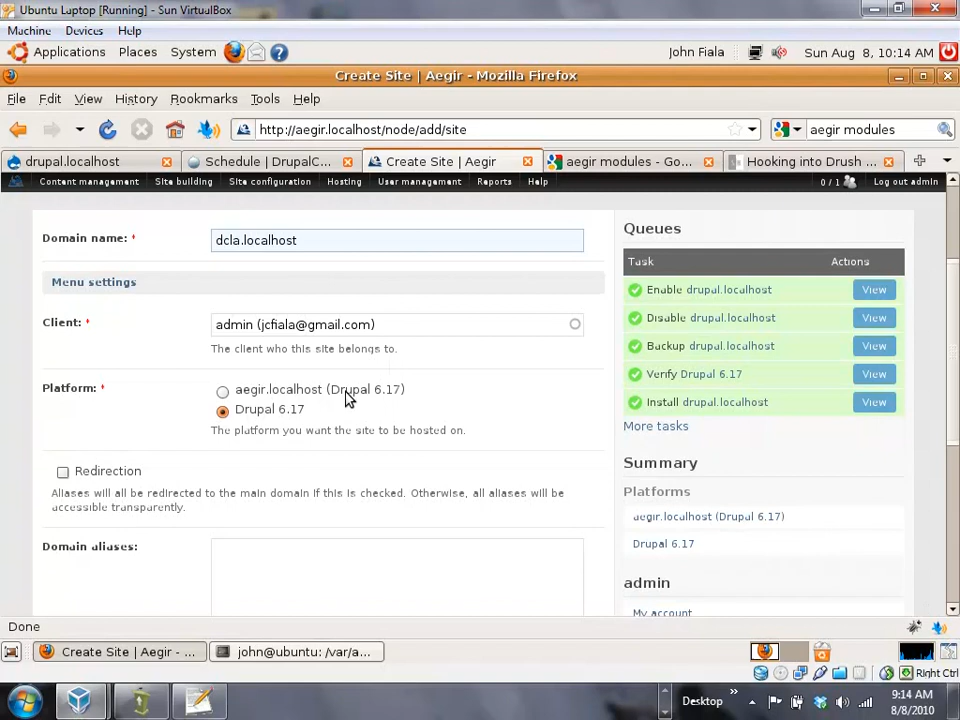 Ubuntu Laptop [Running] - Sun VirtualBox
Machine Devices Help
Applications Places System John Fiala Sun Aug 8, 10:14 AM
Create Site | Aegir - Mozilla Firefox
File Edit View History Bookmarks Tools Help
http://aegir.localhost/node/add/site aegir modules
drupal.localhost Schedule | DrupalC... Create Site | Aegir aegir modules - Go... Hooking into Drush ...
Content management Site building Site configuration Hosting User management Reports Help 0 / 1 Log out admin
Domain name: * dcla.localhost
Menu settings
Client: * admin (jcfiala@gmail.com)
The client who this site belongs to.
Platform: * aegir.localhost (Drupal 6.17)
Drupal 6.17
The platform you want the site to be hosted on.
Redirection
Aliases will all be redirected to the main domain if this is checked. Otherwise, all aliases will be
accessible transparently.
Domain aliases:
Queues
Task Actions
Enable drupal.localhost View
Disable drupal.localhost View
Backup drupal.localhost View
Verify Drupal 6.17 View
Install drupal.localhost View
More tasks
Summary
Platforms
aegir.localhost (Drupal 6.17)
Drupal 6.17
admin
My account
Done
Create Site | Aegir - ... john@ubuntu: /var/a...
Right Ctrl
Desktop » 9:14 AM
8/8/2010